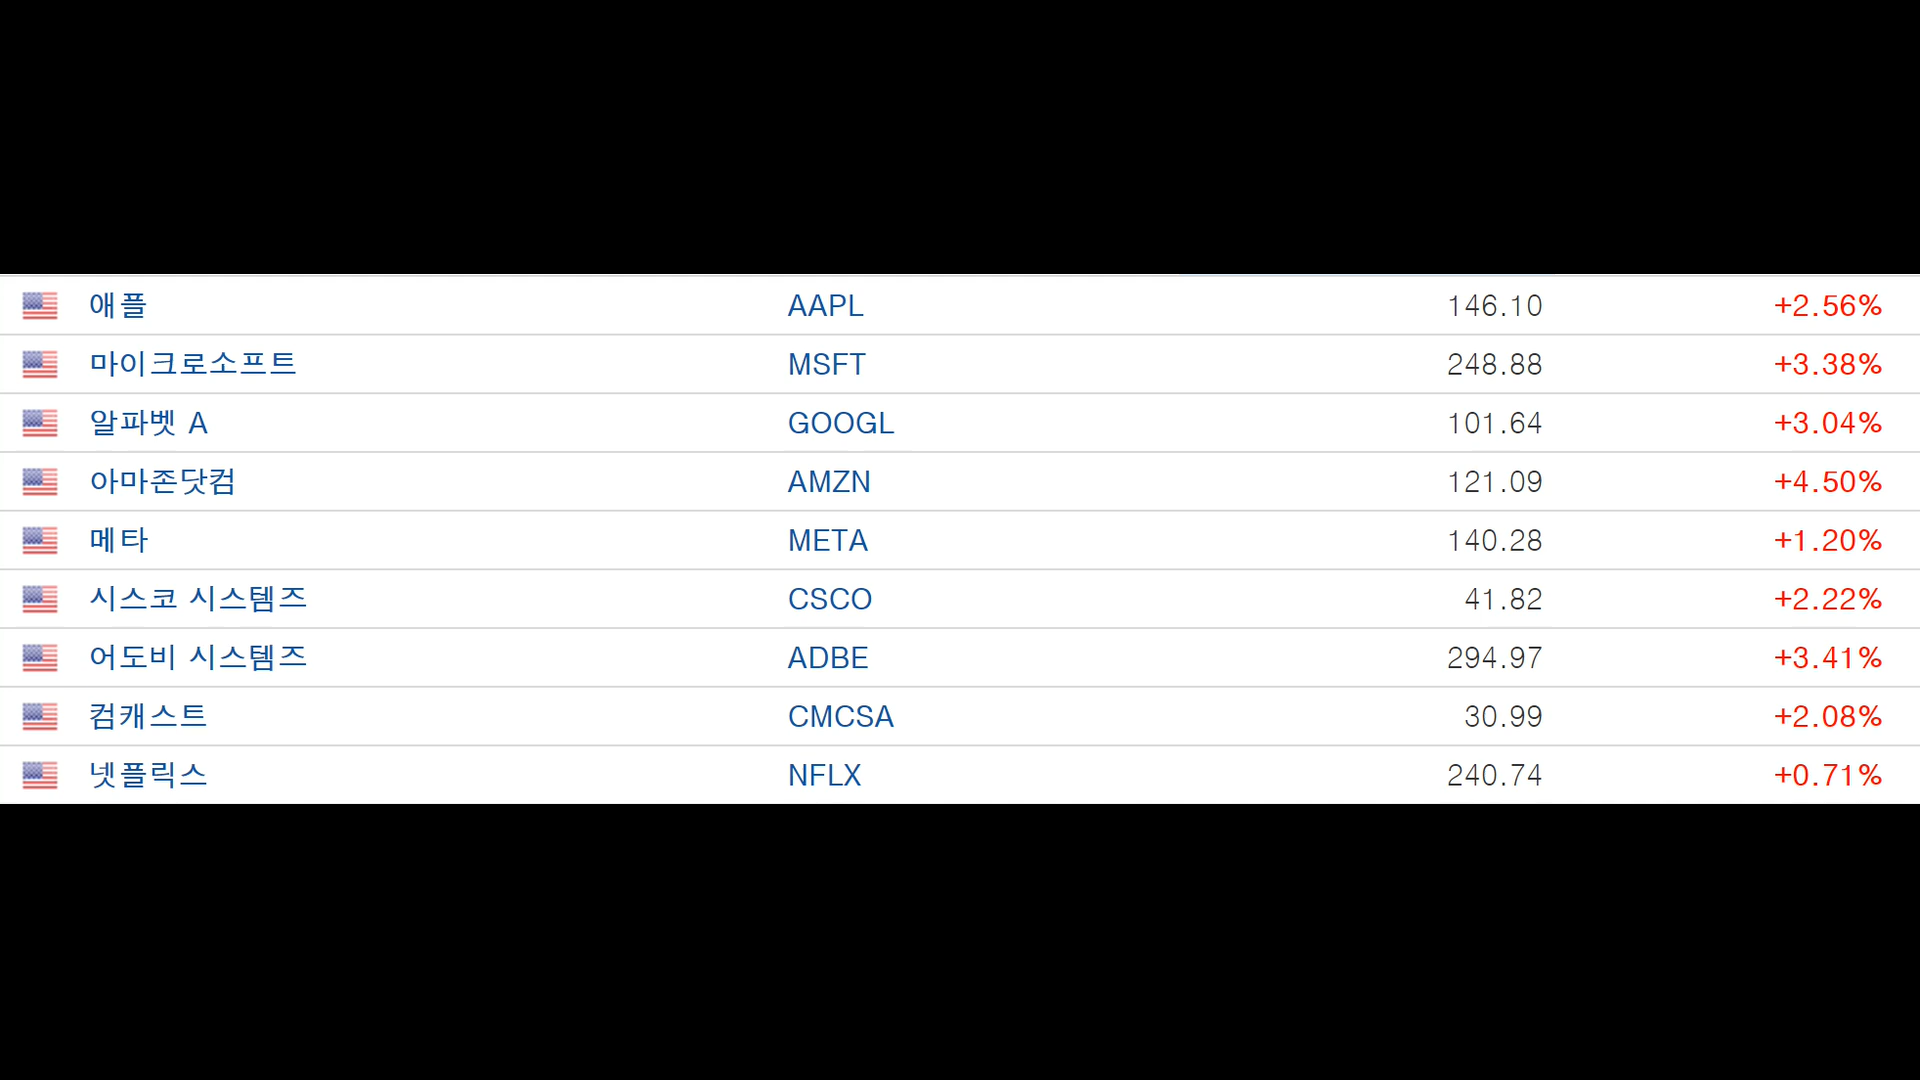 애플 AAPL 146.10 +2.56%
마이크로소프트 MSFT 248.88 +3.38%
알파벳 A GOOGL 101.64 +3.04%
아마존닷컴 AMZN 121.09 +4.50%
메타 META 140.28 +1.20%
시스코 시스템즈 CSCO 41.82 +2.22%
어도비 시스템즈 ADBE 294.97 +3.41%
컴캐스트 CMCSA 30.99 +2.08%
넷플릭스 NFLX 240.74 +0.71%